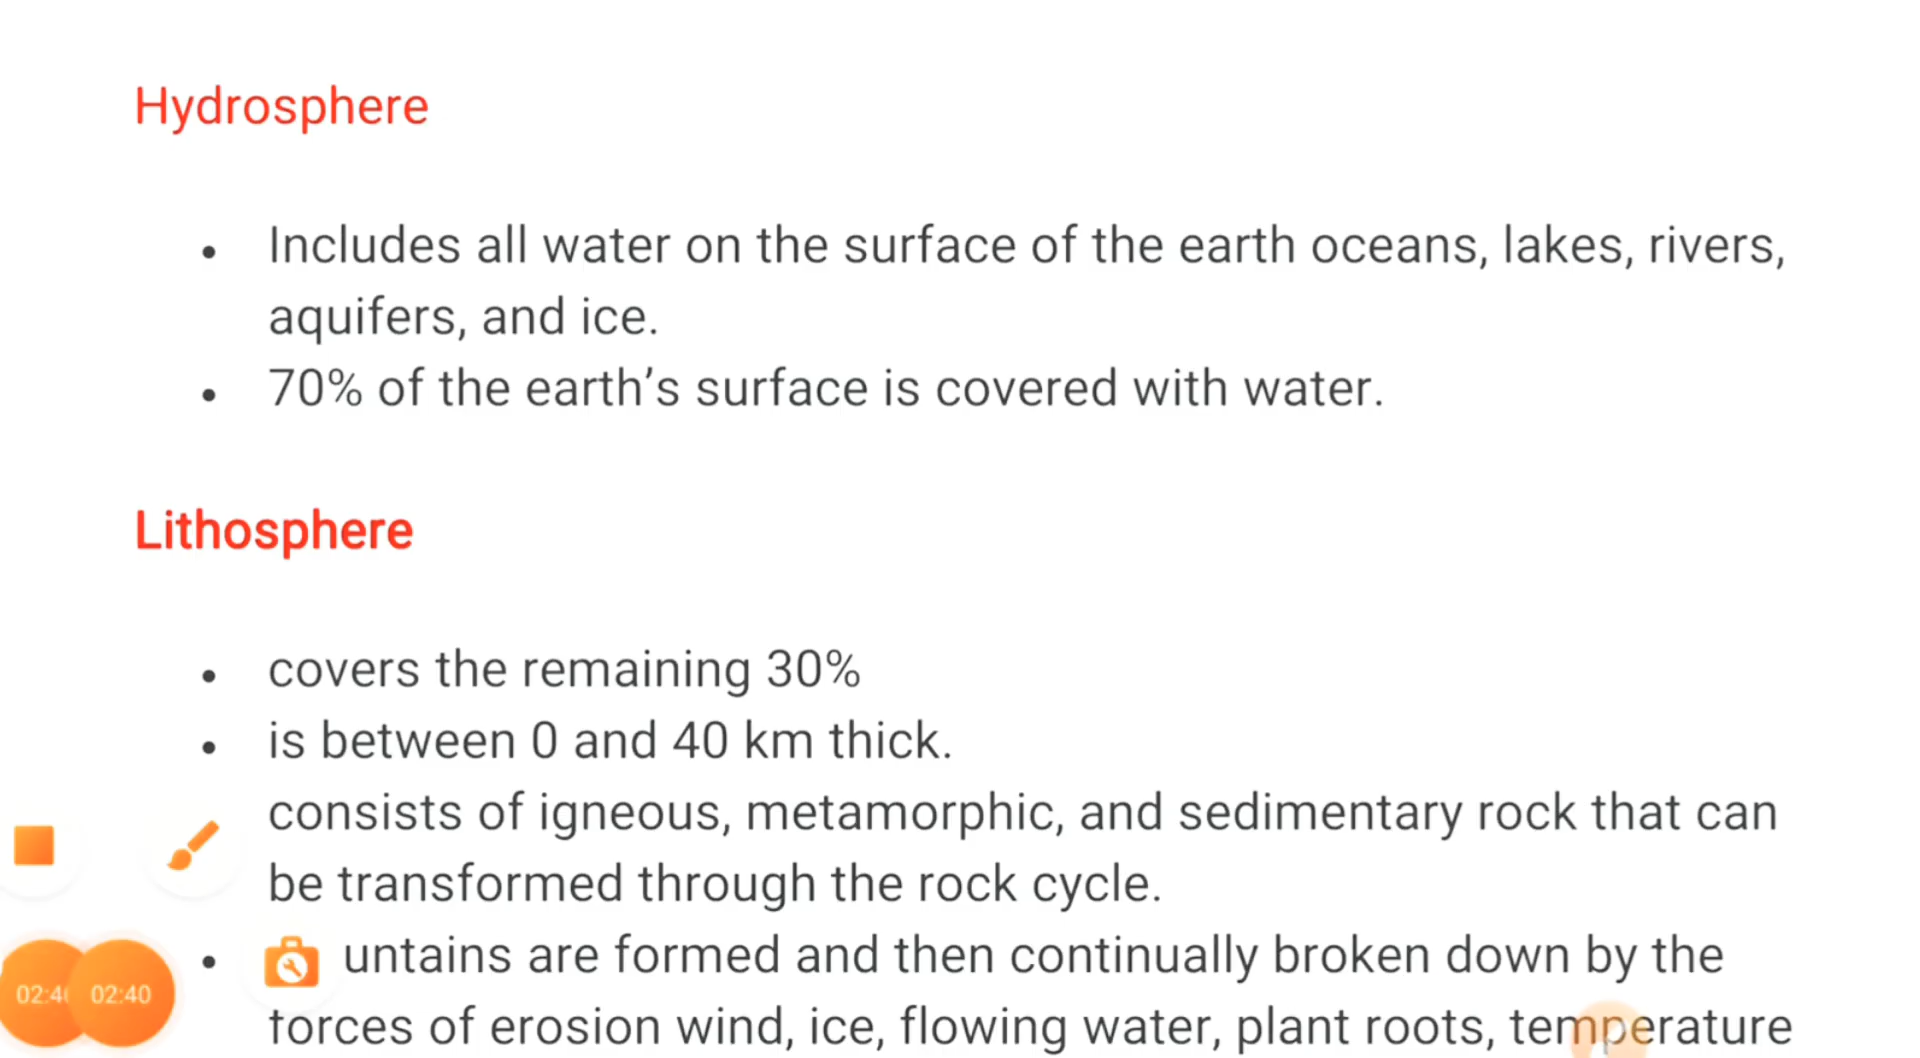 Hydrosphere
• Includes all water on the surface of the earth oceans, lakes, rivers,
aquifers, and ice.
• 70% of the earth’s surface is covered with water.
Lithosphere
• covers the remaining 30%
• is between 0 and 40 km thick.
consists of igneous, metamorphic, and sedimentary rock that can
be transformed through the rock cycle.
• untains are formed and then continually broken down by the
forces of erosion wind, ice, flowing water, plant roots, temperature
02:4 02:40